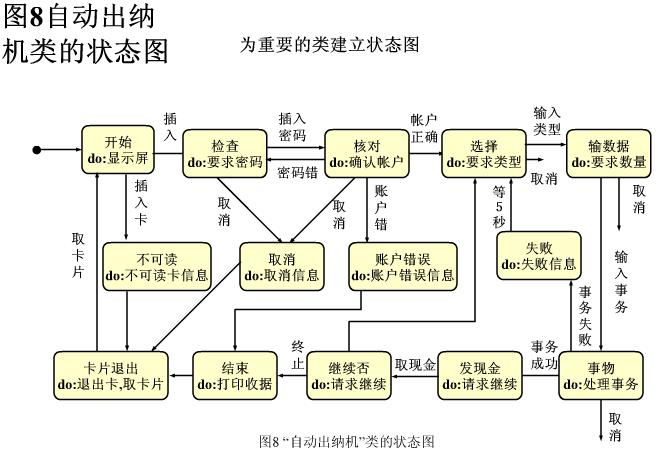 图8自动出纳
机类的状态图
为重要的类建立状态图
开始
do:显示屏
插
入
检查
do:要求密码
插入
密码
密码错
核对
do:确认帐户
帐户
正确
选择
do:要求类型
输入
类型
取消
输数据
do:要求数量
取
消
插
入
卡
取
消
取
消
账
户
错
等
5
秒
取
卡
片
不可读
do:不可读卡信息
取消
do:取消信息
账户错误
do:账户错误信息
失败
do:失败信息
输
入
事
务
事
务
失
败
卡片退出
do:退出卡,取卡片
结束
do:打印收据
终
止
继续否
do:请求继续
取现金
发现金
do:请求继续
事务
成功
事物
do:处理事务
取
消
图8 “自动出纳机”类的状态图